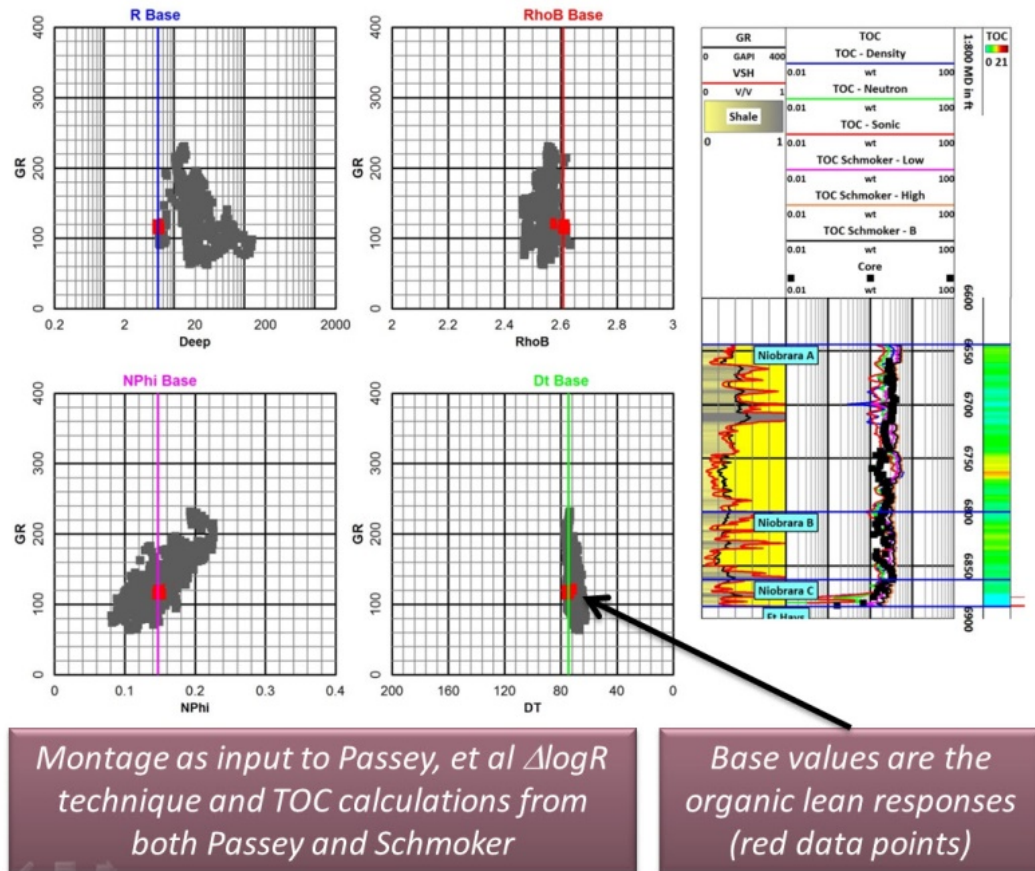 R Base
GR
400
300
200
100
0
0.2 2 20 200 2000
Deep
RhoB Base
GR
400
300
200
100
0
2 2.2 2.4 2.6 2.8 3
RhoB
NPhi Base
GR
400
300
200
100
0
0 0.1 0.2 0.3 0.4
NPhi
Dt Base
GR
400
300
200
100
0
200 160 120 80 40 0
DT
GR
0 GAPI 400
VSH
0 V/V 1
Shale
0 1
TOC
TOC - Density
0.01 wt 100
TOC - Neutron
0.01 wt 100
TOC - Sonic
0.01 wt 100
TOC Schmoker - Low
0.01 wt 100
TOC Schmoker - High
0.01 wt 100
TOC Schmoker - B
0.01 wt 100
Core
0.01 wt 100
1:800 MD in ft
TOC
0 21
6600
6650
6700
6750
6800
6850
6900
Niobrara A
Niobrara B
Niobrara C
Ft Hays
Montage as input to Passey, et al ΔlogR
technique and TOC calculations from
both Passey and Schmoker
Base values are the
organic lean responses
(red data points)